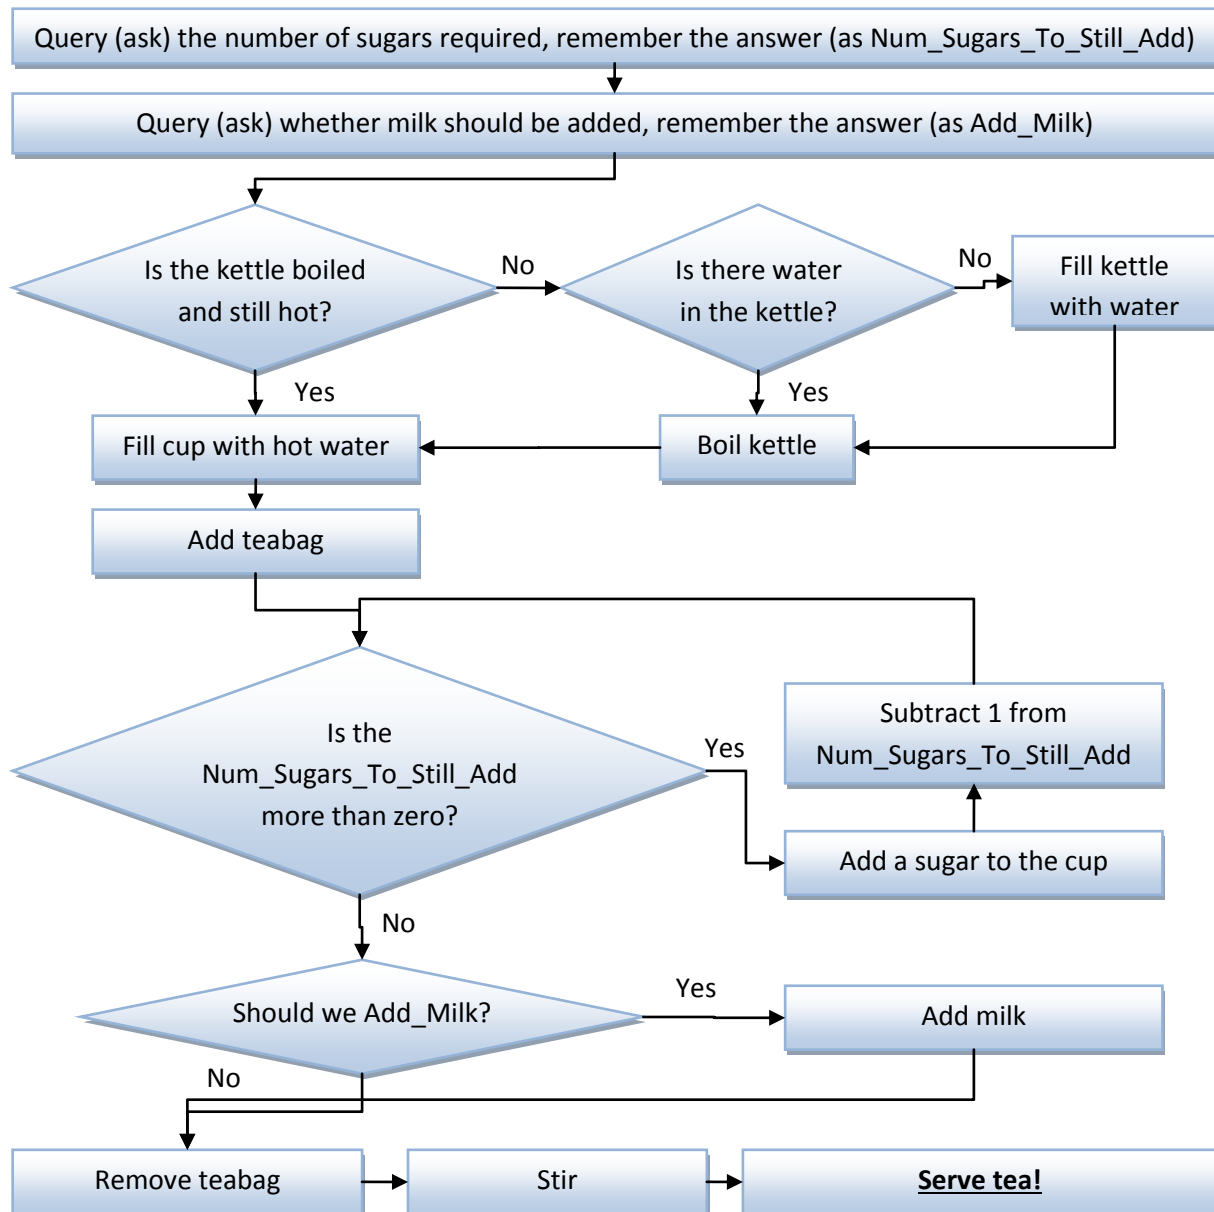 Query (ask) the number of sugars required, remember the answer (as Num_Sugars_To_Still_Add)
Query (ask) whether milk should be added, remember the answer (as Add_Milk)
Is the kettle boiled
and still hot?
No
Is there water
in the kettle?
No
Fill kettle
with water
Yes
Yes
Fill cup with hot water
Boil kettle
Add teabag
Is the
Num_Sugars_To_Still_Add
more than zero?
Yes
Subtract 1 from
Num_Sugars_To_Still_Add
Add a sugar to the cup
No
Should we Add_Milk?
Yes
Add milk
No
Remove teabag
Stir
Serve tea!